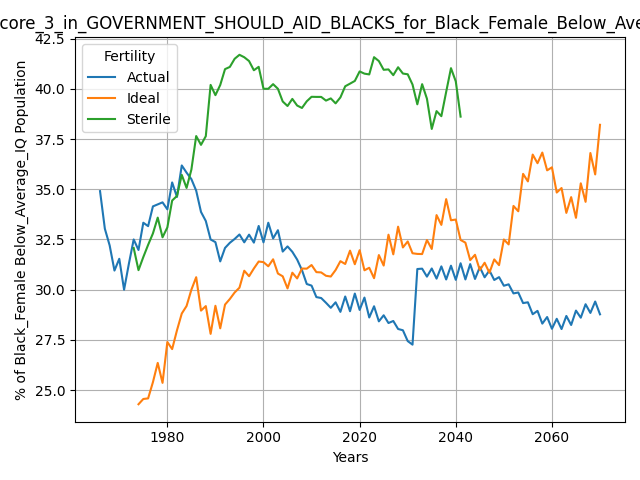 core_3_in_GOVERNMENT_SHOULD_AID_BLACKS_for_Black_Female_Below_Ave
% of Black_Female Below_Average_IQ Population
42.5
40.0
37.5
35.0
32.5
30.0
27.5
25.0
Fertility
Actual
Ideal
Sterile
1980
2000
2020
2040
2060
Years